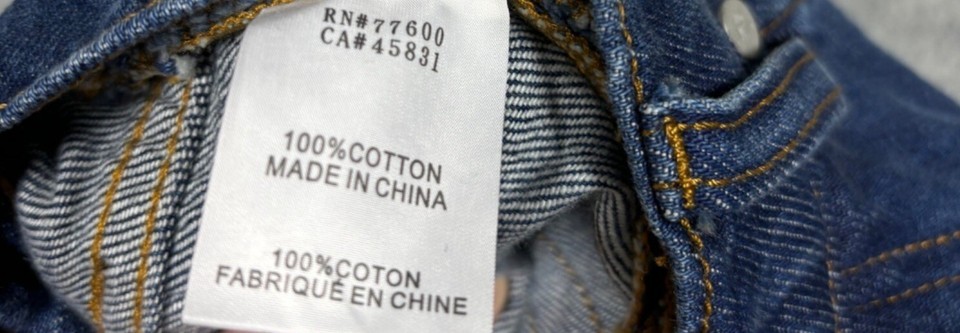 RN#77600
CA#45831
100%COTTON
MADE IN CHINA
100%COTON
FABRIQUÉ EN CHINE